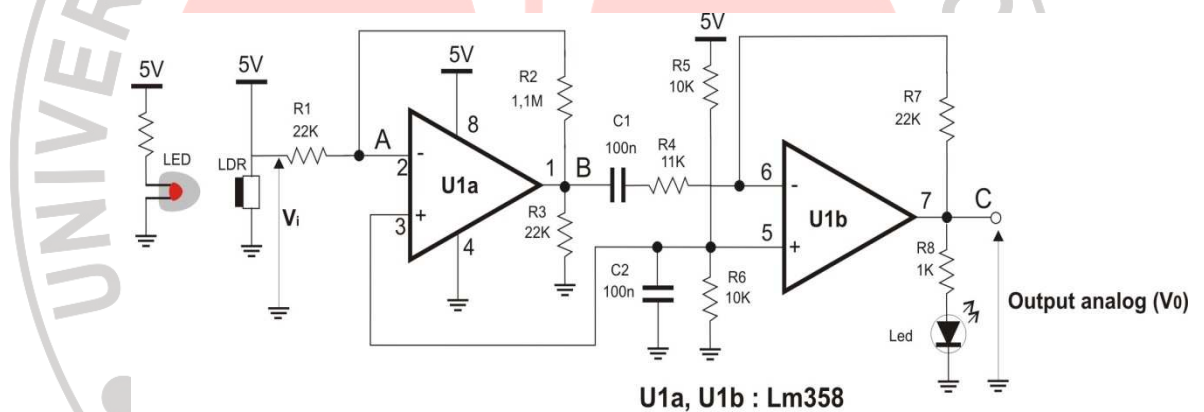 UNIVER
5V
LED
5V
LDR
R1
22K
Vi
A
2
3
-
+
U1a
5V
8
4
1
B
R2
1,1M
R3
22K
C1
100n
R4
11K
5V
R5
10K
C2
100n
R6
10K
6
5
-
+
U1b
7
C
R7
22K
R8
1K
Led
Output analog (V0)
U1a, U1b : Lm358